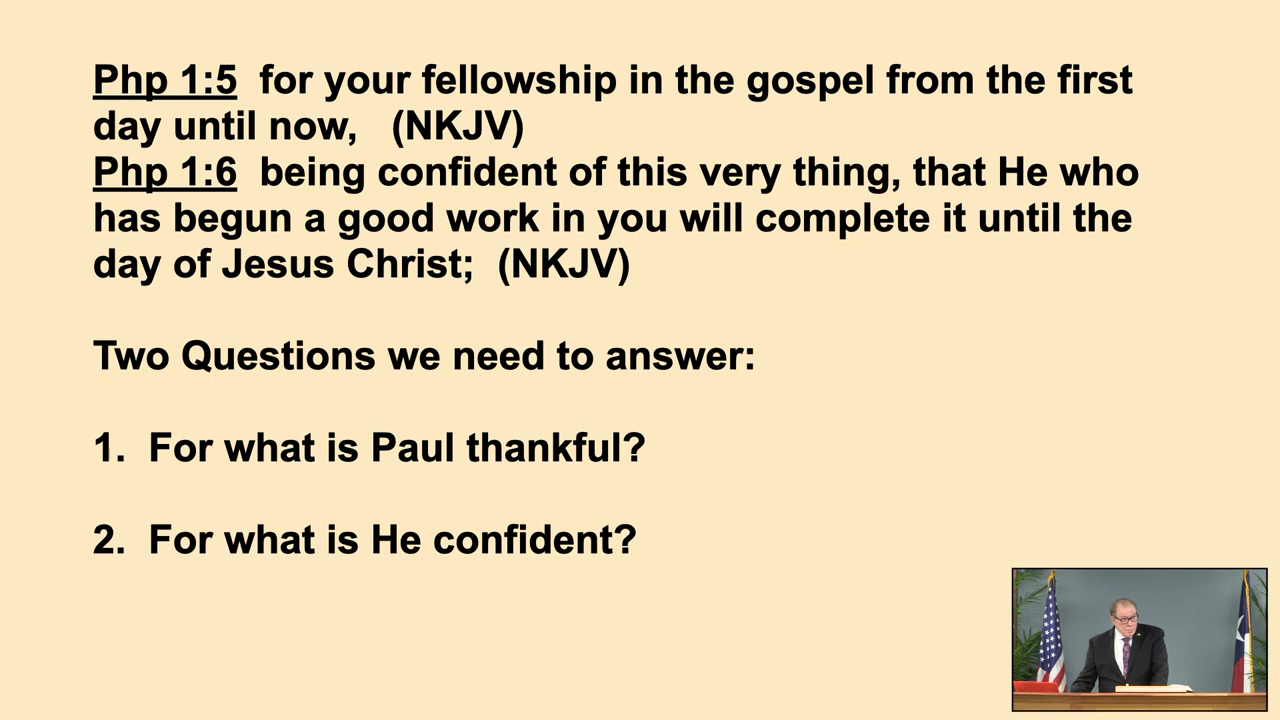 Php 1:5  for your fellowship in the gospel from the first
day until now,   (NKJV)
Php 1:6  being confident of this very thing, that He who
has begun a good work in you will complete it until the
day of Jesus Christ;  (NKJV)
Two Questions we need to answer:
1.  For what is Paul thankful?
2.  For what is He confident?